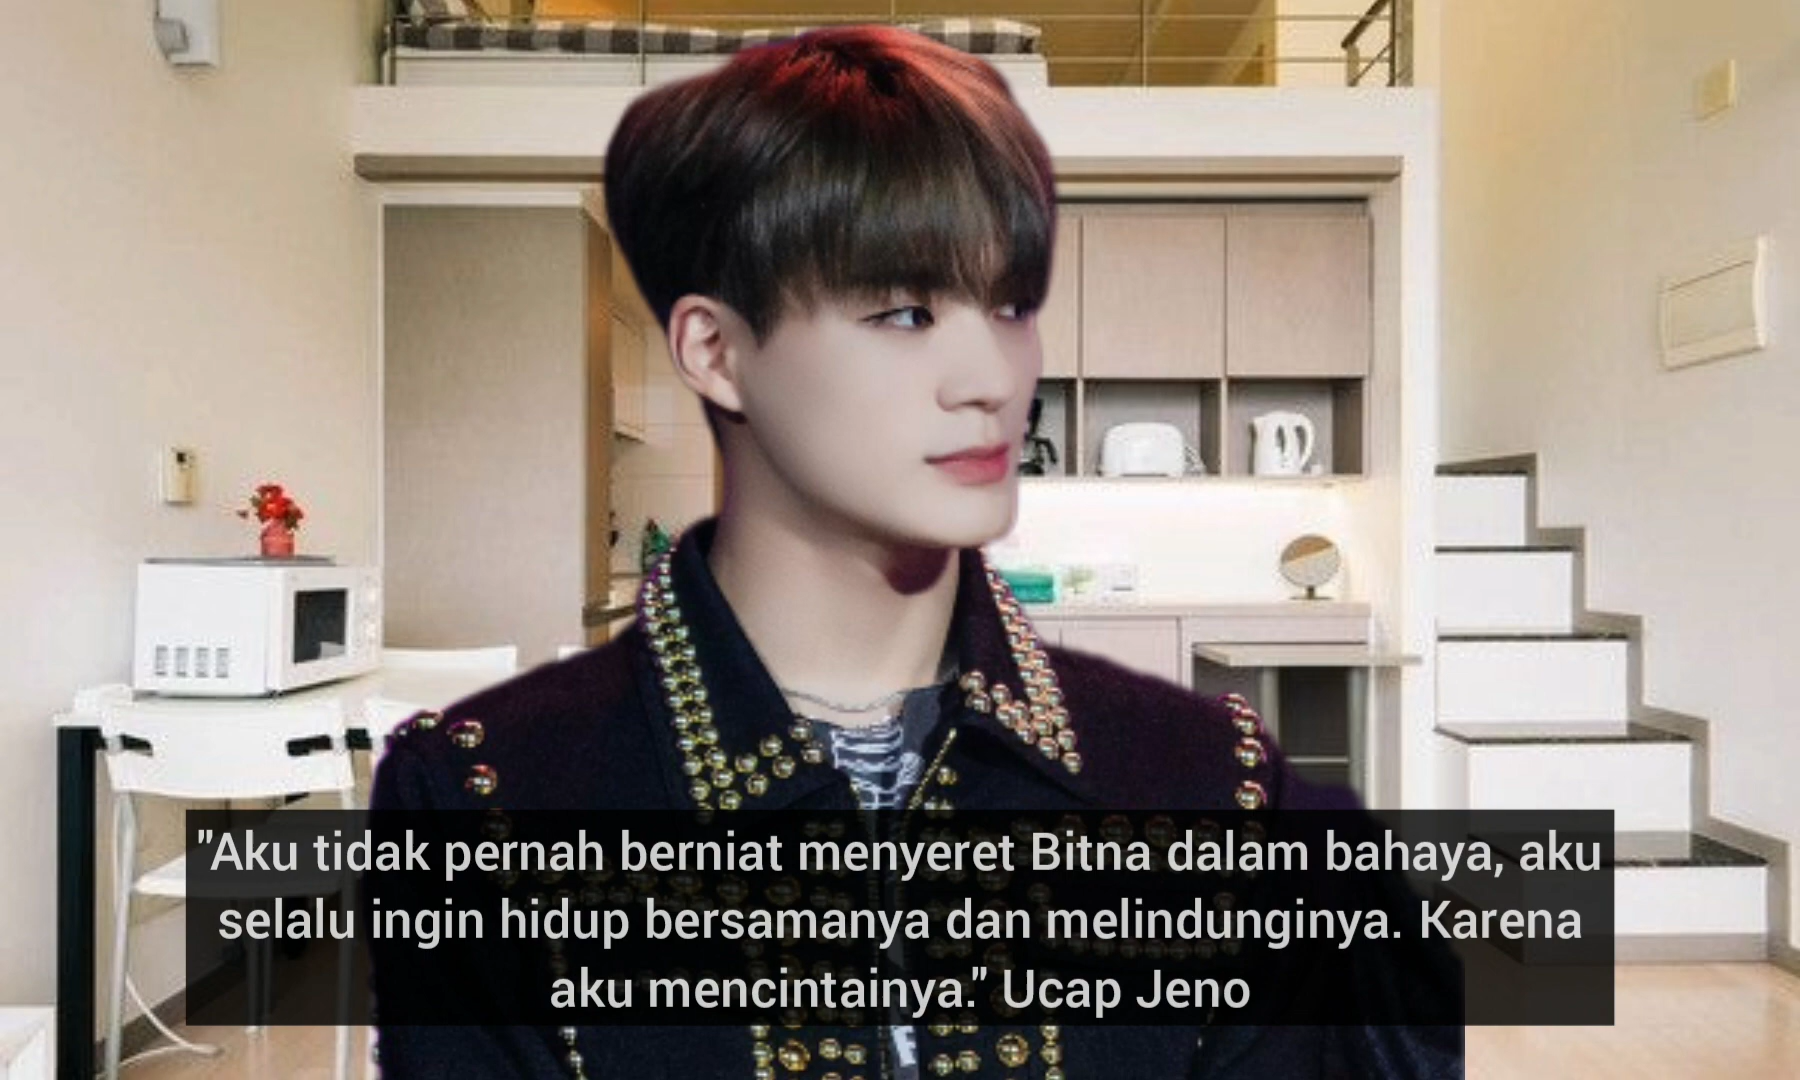 "Aku tidak pernah berniat menyeret Bitna dalam bahaya, aku
selalu ingin hidup bersamanya dan melindunginya. Karena
aku mencintainya." Ucap Jeno